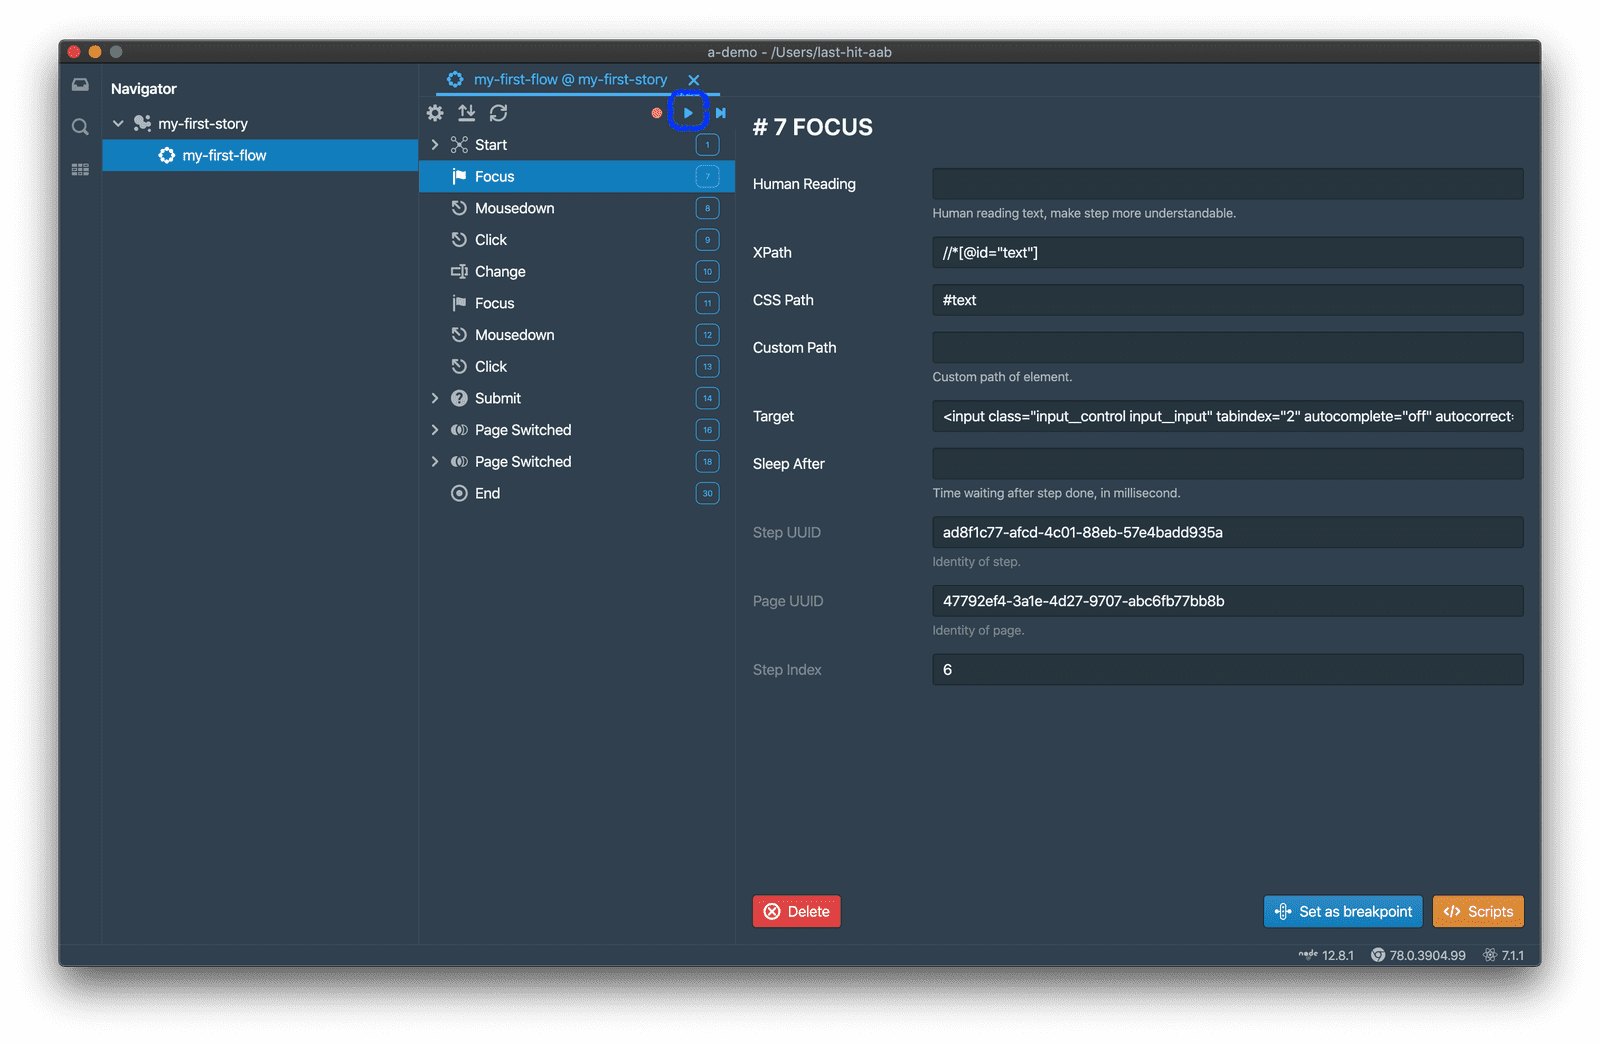 a-demo - /Users/last-hit-aab
Navigator
my-first-story
my-first-flow
my-first-flow @ my-first-story
Start 1
Focus 7
Mousedown 8
Click 9
Change 10
Focus 11
Mousedown 12
Click 13
Submit 14
Page Switched 16
Page Switched 18
End 30
# 7 FOCUS
Human Reading
Human reading text, make step more understandable.
XPath //*[@id="text"]
CSS Path #text
Custom Path
Custom path of element.
Target <input class="input__control input__input" tabindex="2" autocomplete="off" autocorrect=
Sleep After
Time waiting after step done, in millisecond.
Step UUID ad8f1c77-afcd-4c01-88eb-57e4badd935a
Identity of step.
Page UUID 47792ef4-3a1e-4d27-9707-abc6fb77bb8b
Identity of page.
Step Index 6
Delete Set as breakpoint </> Scripts
node 12.8.1 78.0.3904.99 7.1.1